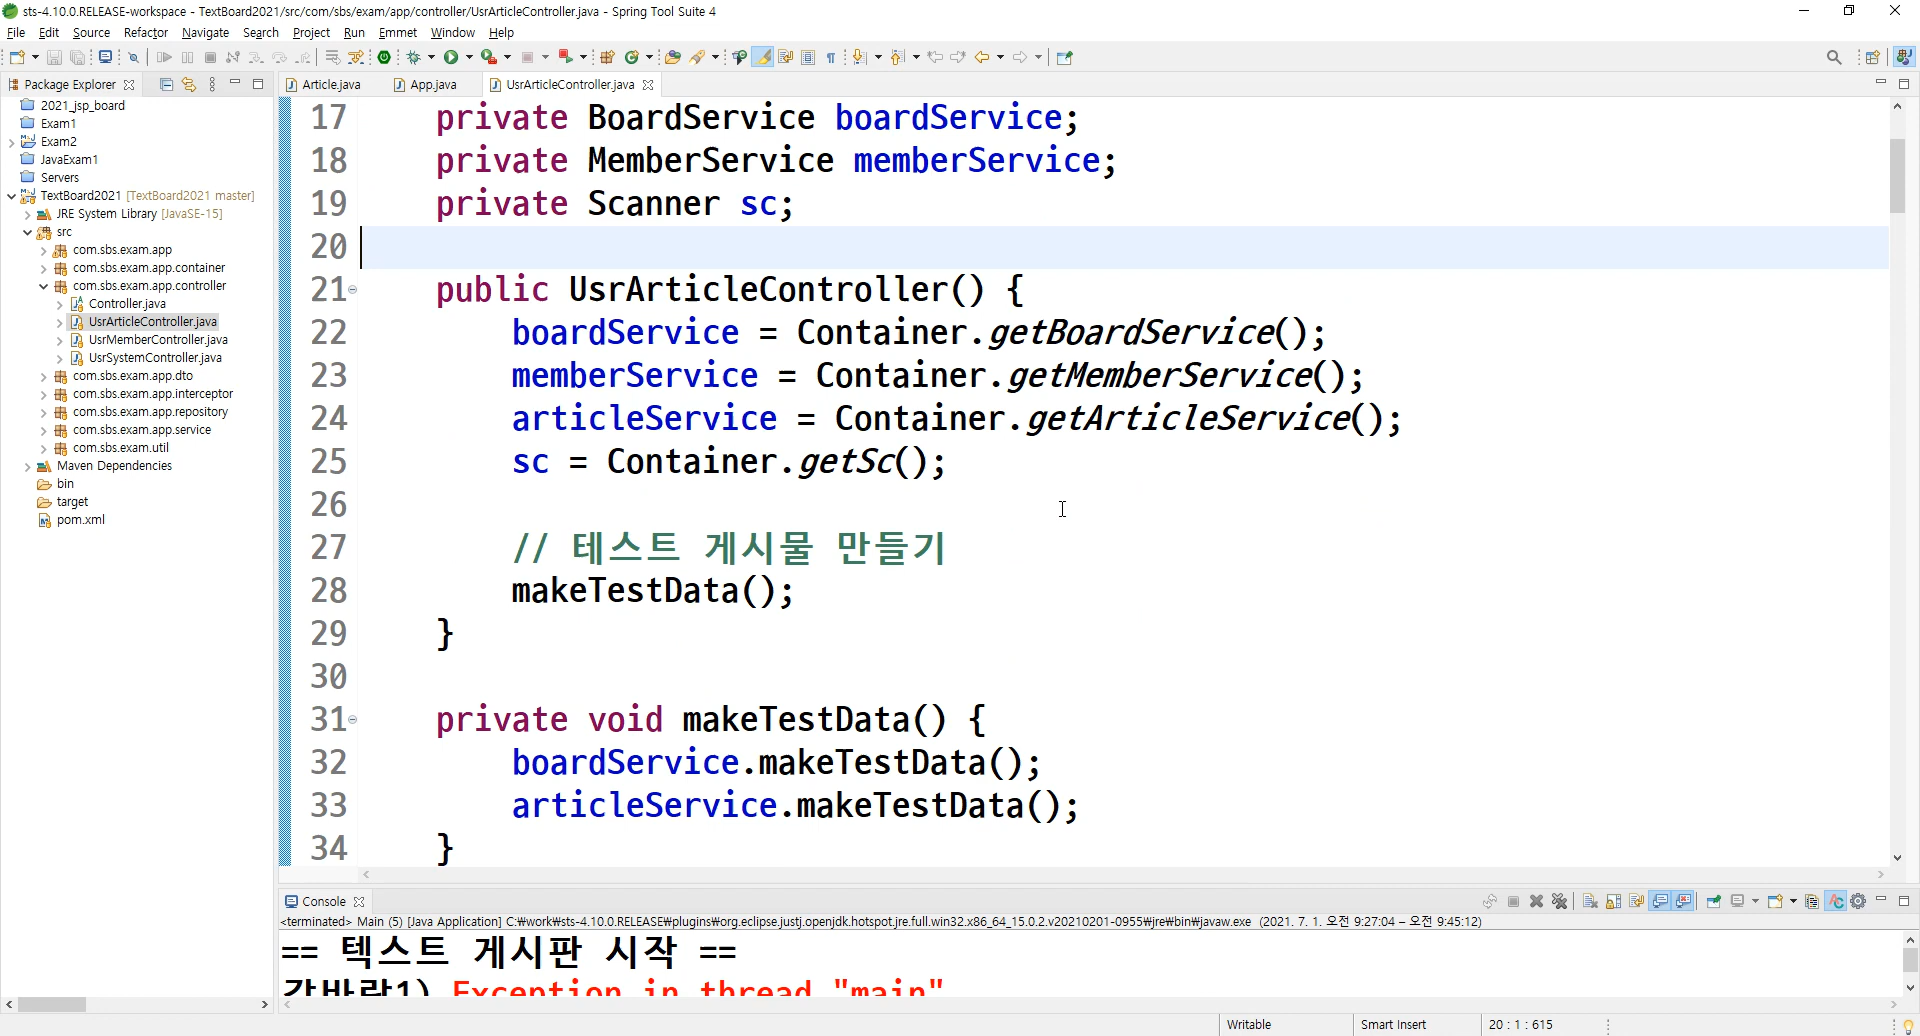 sts-4.10.0.RELEASE-workspace - TextBoard2021/src/com/sbs/exam/app/controller/UsrArticleController.java - Spring Tool Suite 4
File Edit Source Refactor Navigate Search Project Run Emmet Window Help
Package Explorer
2021_jsp_board
Exam1
Exam2
JavaExam1
Servers
TextBoard2021 [TextBoard2021 master]
JRE System Library [JavaSE-15]
src
com.sbs.exam.app
com.sbs.exam.app.container
com.sbs.exam.app.controller
Controller.java
UsrArticleController.java
UsrMemberController.java
UsrSystemController.java
com.sbs.exam.app.dto
com.sbs.exam.app.interceptor
com.sbs.exam.app.repository
com.sbs.exam.app.service
com.sbs.exam.util
Maven Dependencies
bin
target
pom.xml
Article.java App.java UsrArticleController.java
17 private BoardService boardService;
18 private MemberService memberService;
19 private Scanner sc;
20
21 public UsrArticleController() {
22 boardService = Container.getBoardService();
23 memberService = Container.getMemberService();
24 articleService = Container.getArticleService();
25 sc = Container.getSc();
26
27 // 테스트 게시물 만들기
28 makeTestData();
29 }
30
31 private void makeTestData() {
32 boardService.makeTestData();
33 articleService.makeTestData();
34 }
Console
<terminated> Main (5) [Java Application] C:₩work₩sts-4.10.0.RELEASE₩plugins₩org.eclipse.justj.openjdk.hotspot.jre.full.win32.x86_64_15.0.2.v20210201-0955₩jre₩bin₩javaw.exe (2021. 7. 1. 오전 9:27:04 – 오전 9:45:12)
== 텍스트 게시판 시작 ==
Exception in thread "main"
Writable Smart Insert 20 : 1 : 615